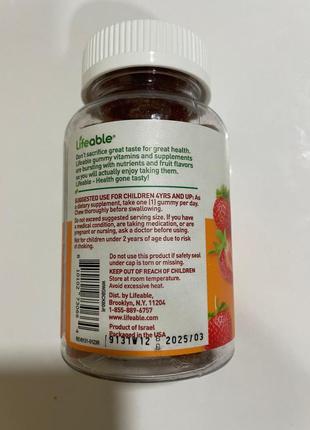 Lifeable®
Don't sacrifice great taste for great health.
Lifeable gummy vitamins and supplements
are bursting with nutrients and fruit flavors
so you will actually enjoy taking them.
Lifeable - Health gone tasty!
SUGGESTED USE FOR CHILDREN 4YRS AND UP: As
a dietary supplement, take one (1) gummy per day.
Chew thoroughly before swallowing.
Do not exceed suggested serving size. If you have
a medical condition, are taking medication, or are
pregnant or nursing, ask a doctor before using.
Not for children under 2 years of age due to risk
of choking.
Do not use this product if safety seal
under cap is torn or missing.
KEEP OUT OF REACH OF CHILDREN
Store at room temperature.
Avoid excessive heat.
Dist. by Lifeable,
Brooklyn, N.Y. 11204
1-855-889-6757
www.lifeable.com
Product of Israel
Packaged in the USA
9131W12 2025/03